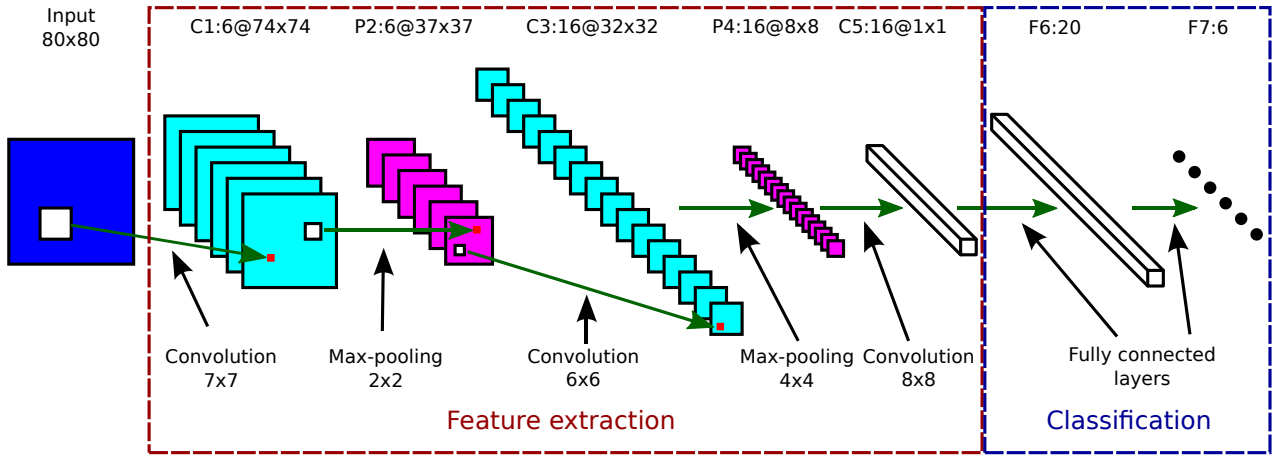 Input
80x80
C1:6@74x74
P2:6@37x37
C3:16@32x32
P4:16@8x8
C5:16@1x1
F6:20
F7:6
Convolution
7x7
Max-pooling
2x2
Convolution
6x6
Max-pooling
4x4
Convolution
8x8
Fully connected
layers
Feature extraction
Classification